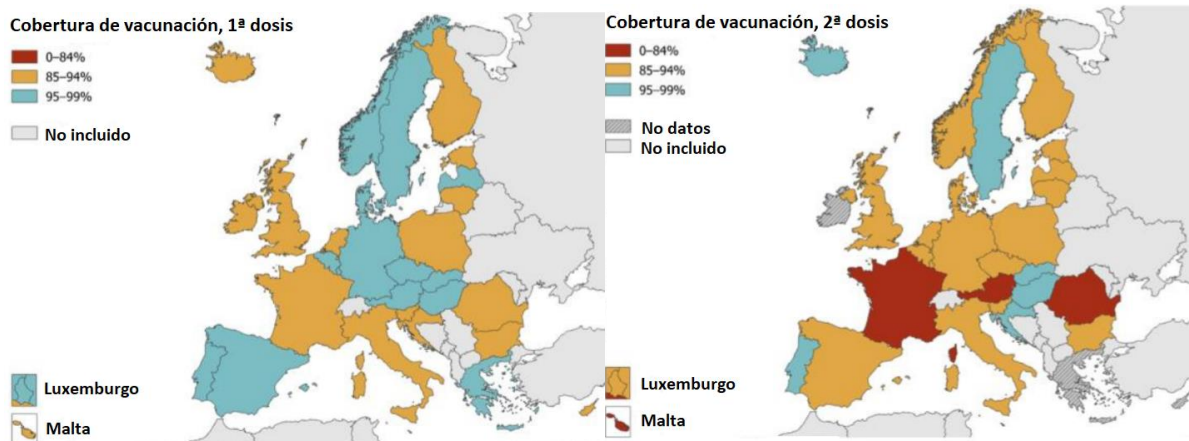 Cobertura de vacunación, 1ª dosis
0–84%
85–94%
95–99%
No incluido
Luxemburgo
Malta
Cobertura de vacunación, 2ª dosis
0–84%
85–94%
95–99%
No datos
No incluido
Luxemburgo
Malta